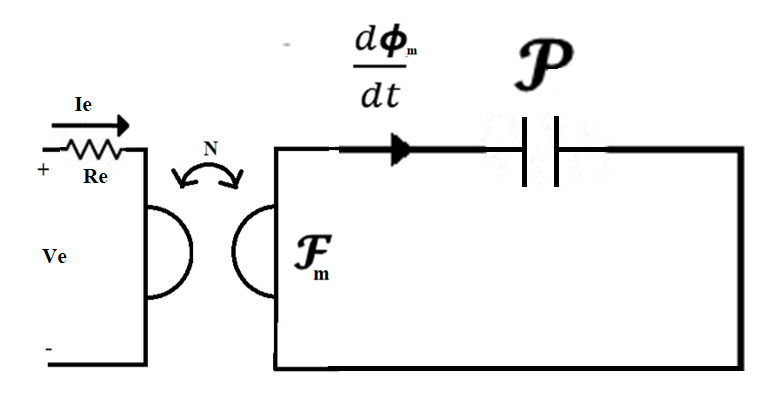 dϕm
dt
𝓟
Ie
N
+
Re
Ve
𝓕m
-